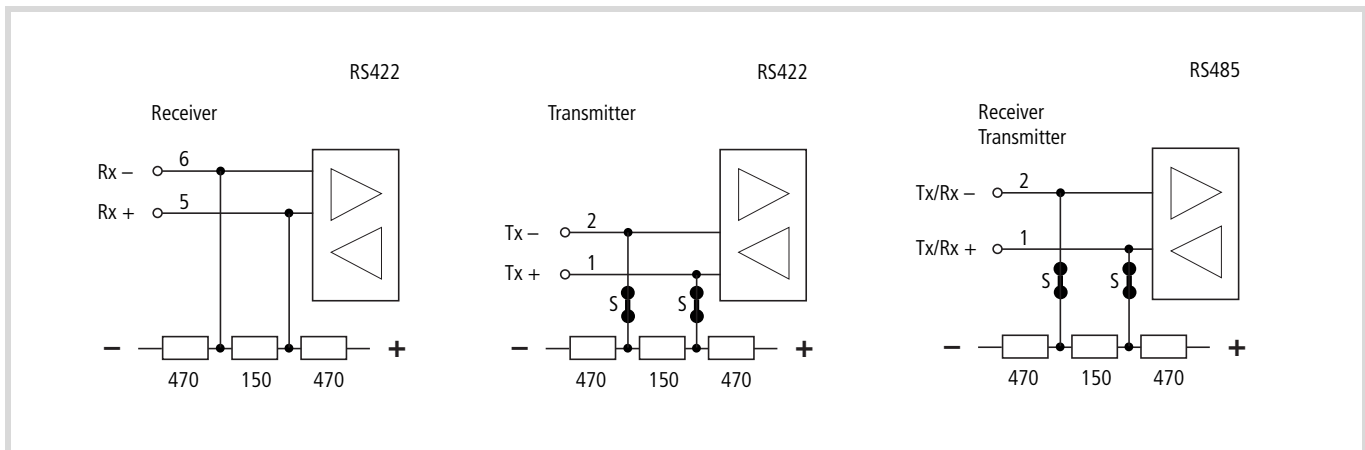 RS422
Receiver
Rx – 6
Rx + 5
– +
470 150 470
RS422
Transmitter
Tx – 2
Tx + 1
S S
– +
470 150 470
RS485
Receiver
Transmitter
Tx/Rx – 2
Tx/Rx + 1
S S
– +
470 150 470